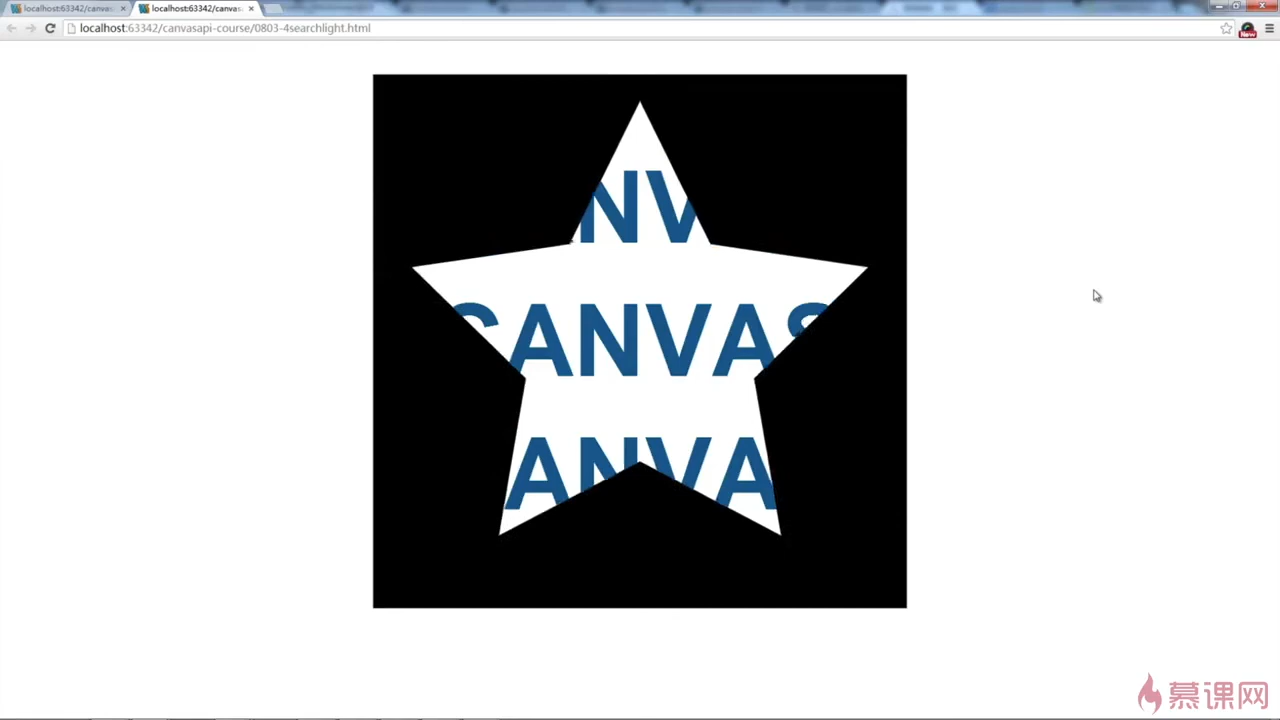 localhost:63342/canvas
localhost:63342/canvas
localhost:63342/canvasapi-course/0803-4searchlight.html
New
NV
CANVAS
ANVA
慕课网